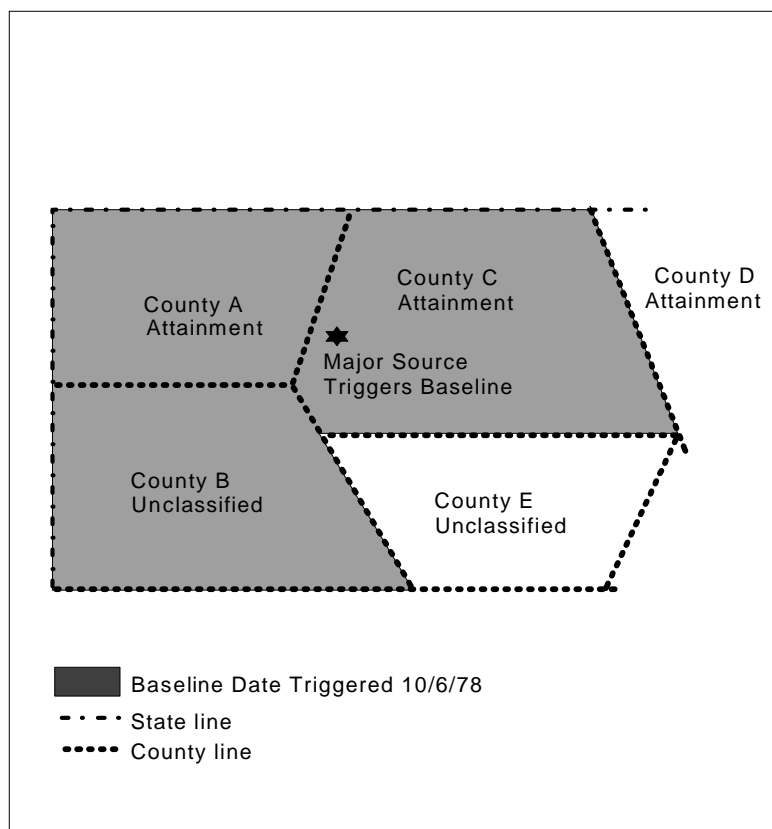 County A
Attainment
County C
Attainment
County D
Attainment
Major Source
Triggers Baseline
County B
Unclassified
County E
Unclassified
Baseline Date Triggered 10/6/78
State line
County line